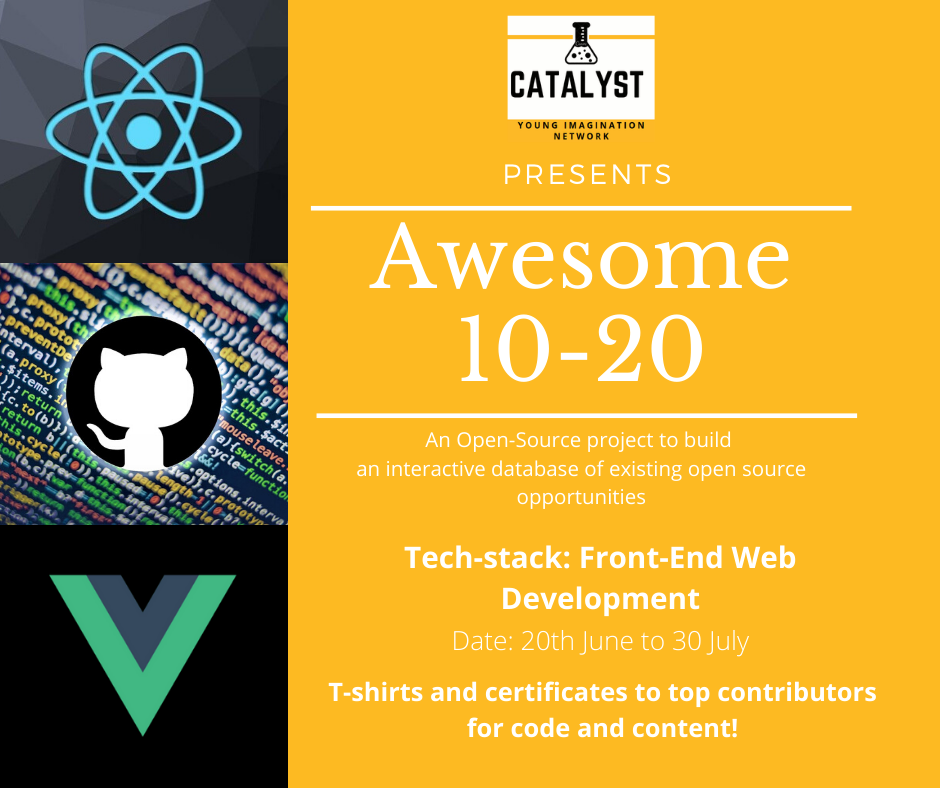 CATALYST
YOUNG IMAGINATION
NETWORK
PRESENTS
Awesome
10-20
An Open-Source project to build
an interactive database of existing open source
opportunities
Tech-stack: Front-End Web
Development
Date: 20th June to 30 July
T-shirts and certificates to top contributors
for code and content!